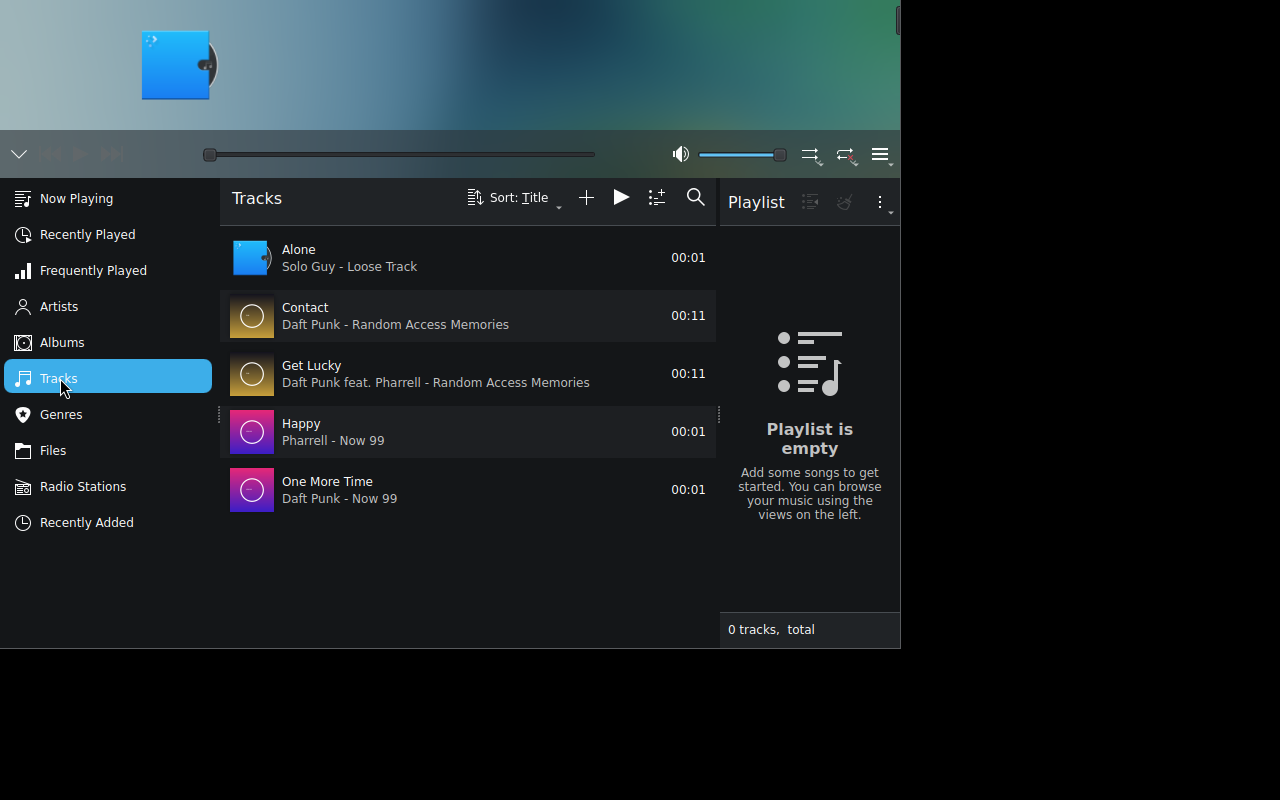 Now Playing
Recently Played
Frequently Played
Artists
Albums
Tracks
Genres
Files
Radio Stations
Recently Added
Tracks
Sort: Title
Alone
Solo Guy - Loose Track
00:01
Contact
Daft Punk - Random Access Memories
00:11
Get Lucky
Daft Punk feat. Pharrell - Random Access Memories
00:11
Happy
Pharrell - Now 99
00:01
One More Time
Daft Punk - Now 99
00:01
Playlist
Playlist is
empty
Add some songs to get
started. You can browse
your music using the
views on the left.
0 tracks,  total